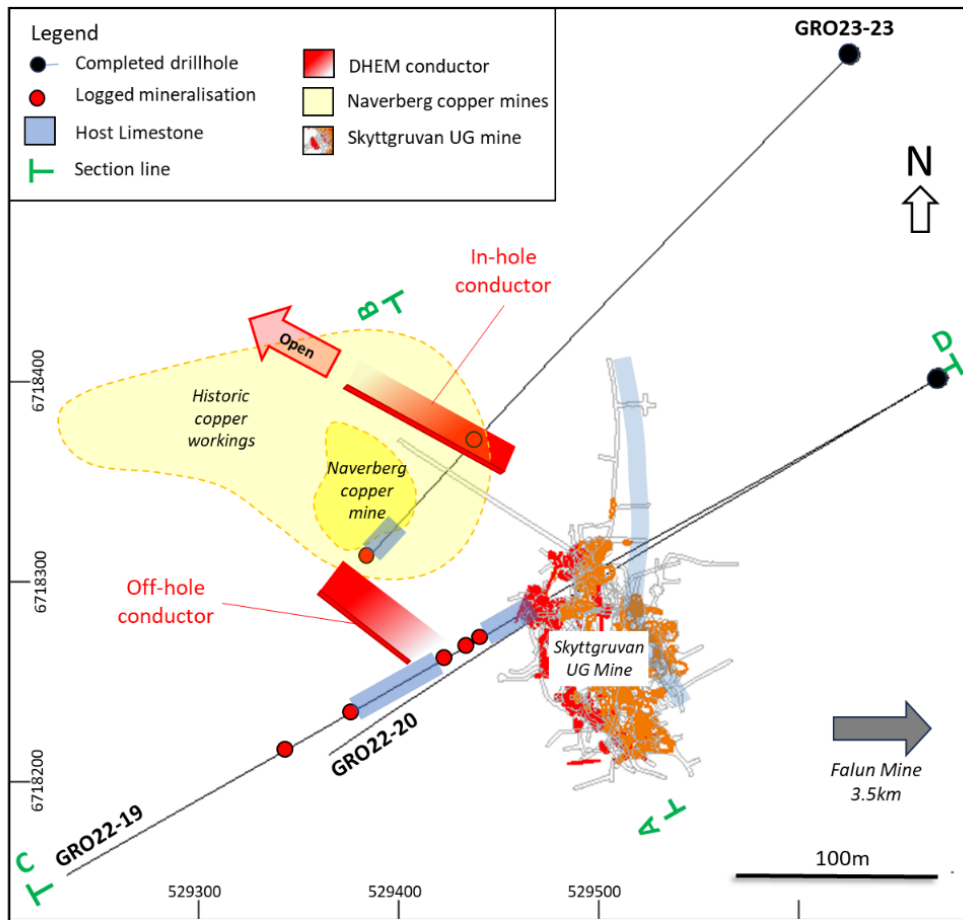 Legend
Completed drillhole
Logged mineralisation
Host Limestone
Section line
DHEM conductor
Naverberg copper mines
Skyttgruvan UG mine
GRO23-23
N
In-hole
conductor
B
Open
D
6718400
Historic
copper
workings
Naverberg
copper
mine
6718300
Off-hole
conductor
Skyttgruvan
UG Mine
GRO22-20
Falun Mine
3.5km
6718200
A
GRO22-19
C
100m
529300
529400
529500